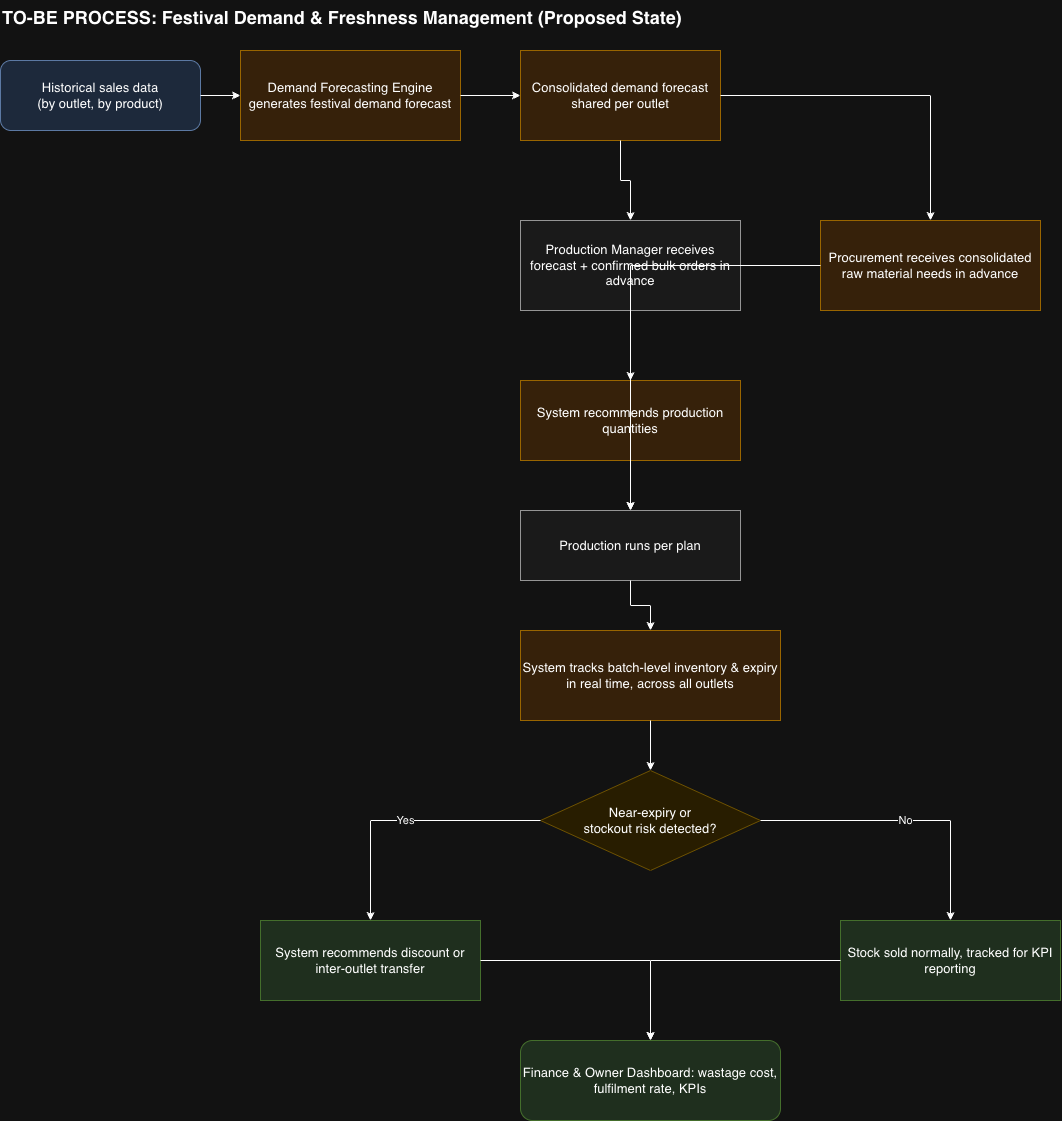 TO-BE PROCESS: Festival Demand & Freshness Management (Proposed State)
Historical sales data
(by outlet, by product)
Demand Forecasting Engine
generates festival demand forecast
Consolidated demand forecast
shared per outlet
Production Manager receives
forecast + confirmed bulk orders in
advance
Procurement receives consolidated
raw material needs in advance
System recommends production
quantities
Production runs per plan
System tracks batch-level inventory & expiry
in real time, across all outlets
Near-expiry or
stockout risk detected?
Yes
No
System recommends discount or
inter-outlet transfer
Stock sold normally, tracked for KPI
reporting
Finance & Owner Dashboard: wastage cost,
fulfilment rate, KPIs